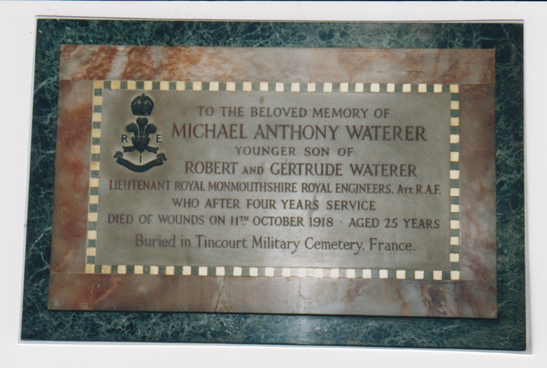 R E
TO THE BELOVED MEMORY OF
MICHAEL ANTHONY WATERER
YOUNGER SON OF
ROBERT AND GERTRUDE WATERER
LIEUTENANT ROYAL MONMOUTHSHIRE ROYAL ENGINEERS, ATT. R.A.F.
WHO AFTER FOUR YEARS SERVICE
DIED OF WOUNDS ON 11TH OCTOBER 1918 · AGED 25 YEARS
Buried in Tincourt Military Cemetery, France.